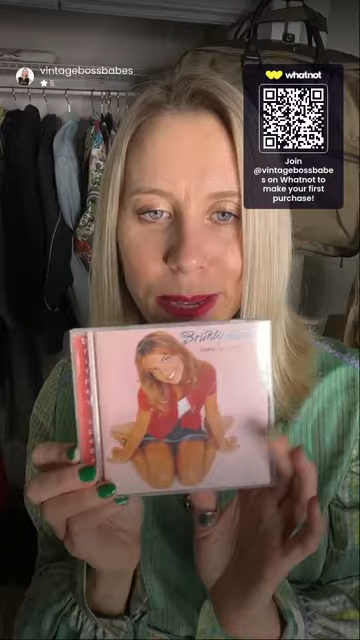 vintagebossbabes
5
whatnot
Join
@vintagebossbabe
s on Whatnot to
make your first
purchase!
Britney